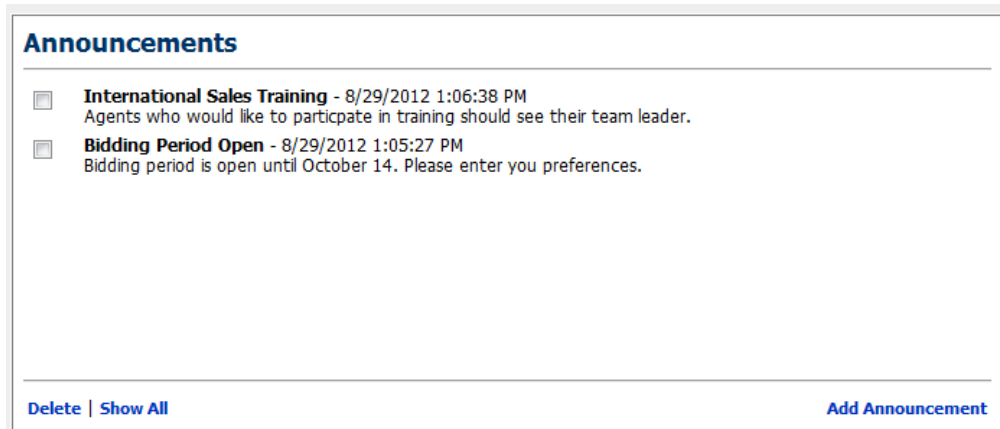 Announcements
International Sales Training - 8/29/2012 1:06:38 PM
Agents who would like to particpate in training should see their team leader.
Bidding Period Open - 8/29/2012 1:05:27 PM
Bidding period is open until October 14. Please enter you preferences.
Delete | Show All Add Announcement